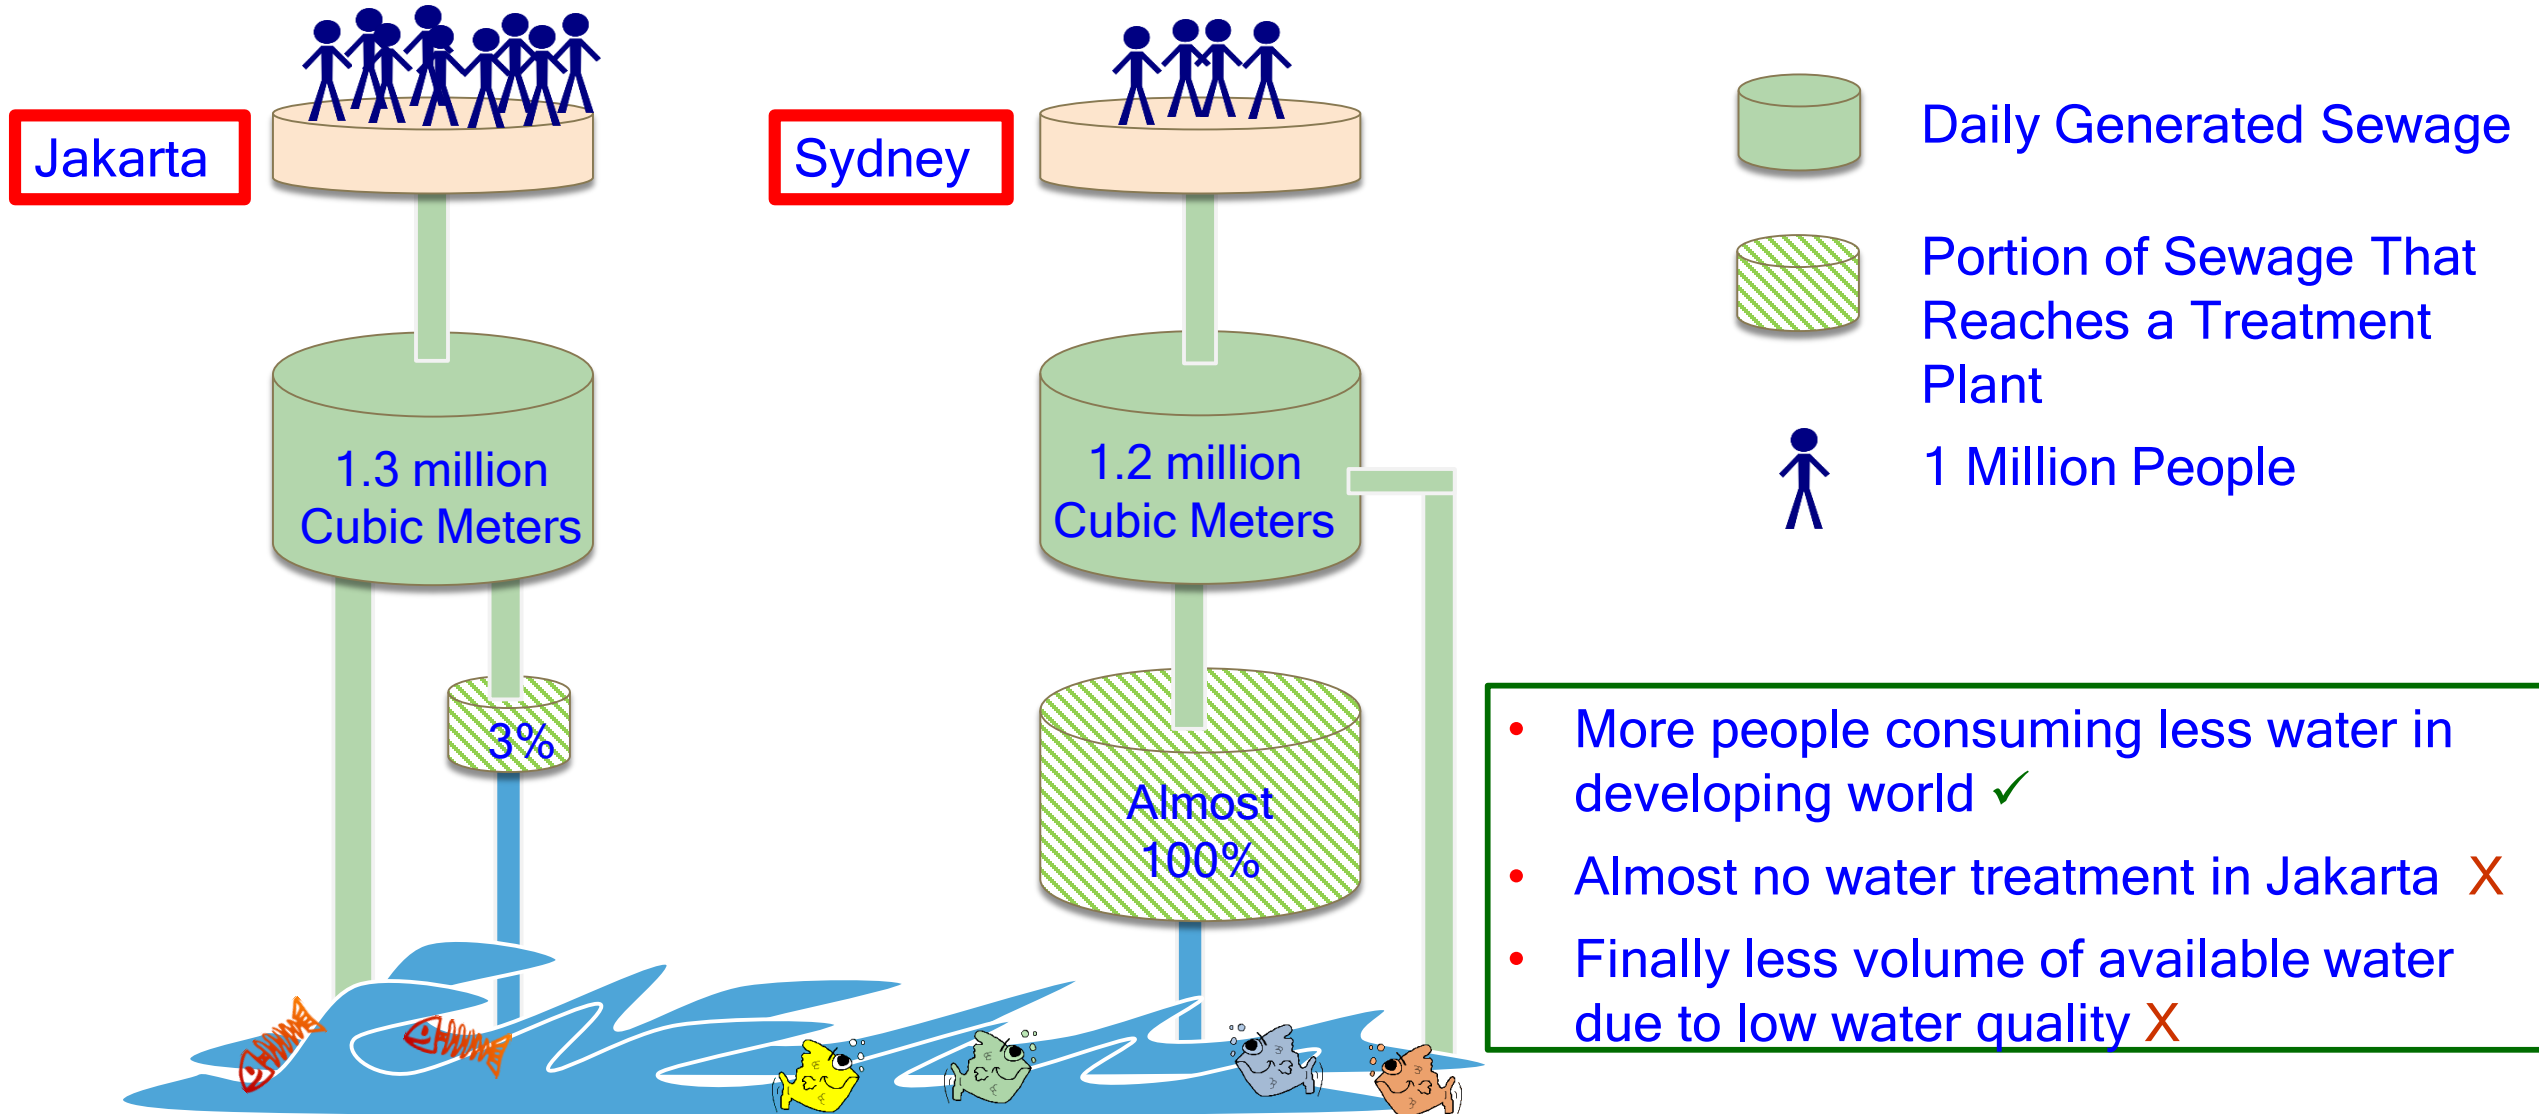 Jakarta
1.3 million
Cubic Meters
3%
Sydney
1.2 million
Cubic Meters
Almost
100%
Daily Generated Sewage
Portion of Sewage That
Reaches a Treatment
Plant
1 Million People
• More people consuming less water in
developing world ✓
• Almost no water treatment in Jakarta X
• Finally less volume of available water
due to low water quality X